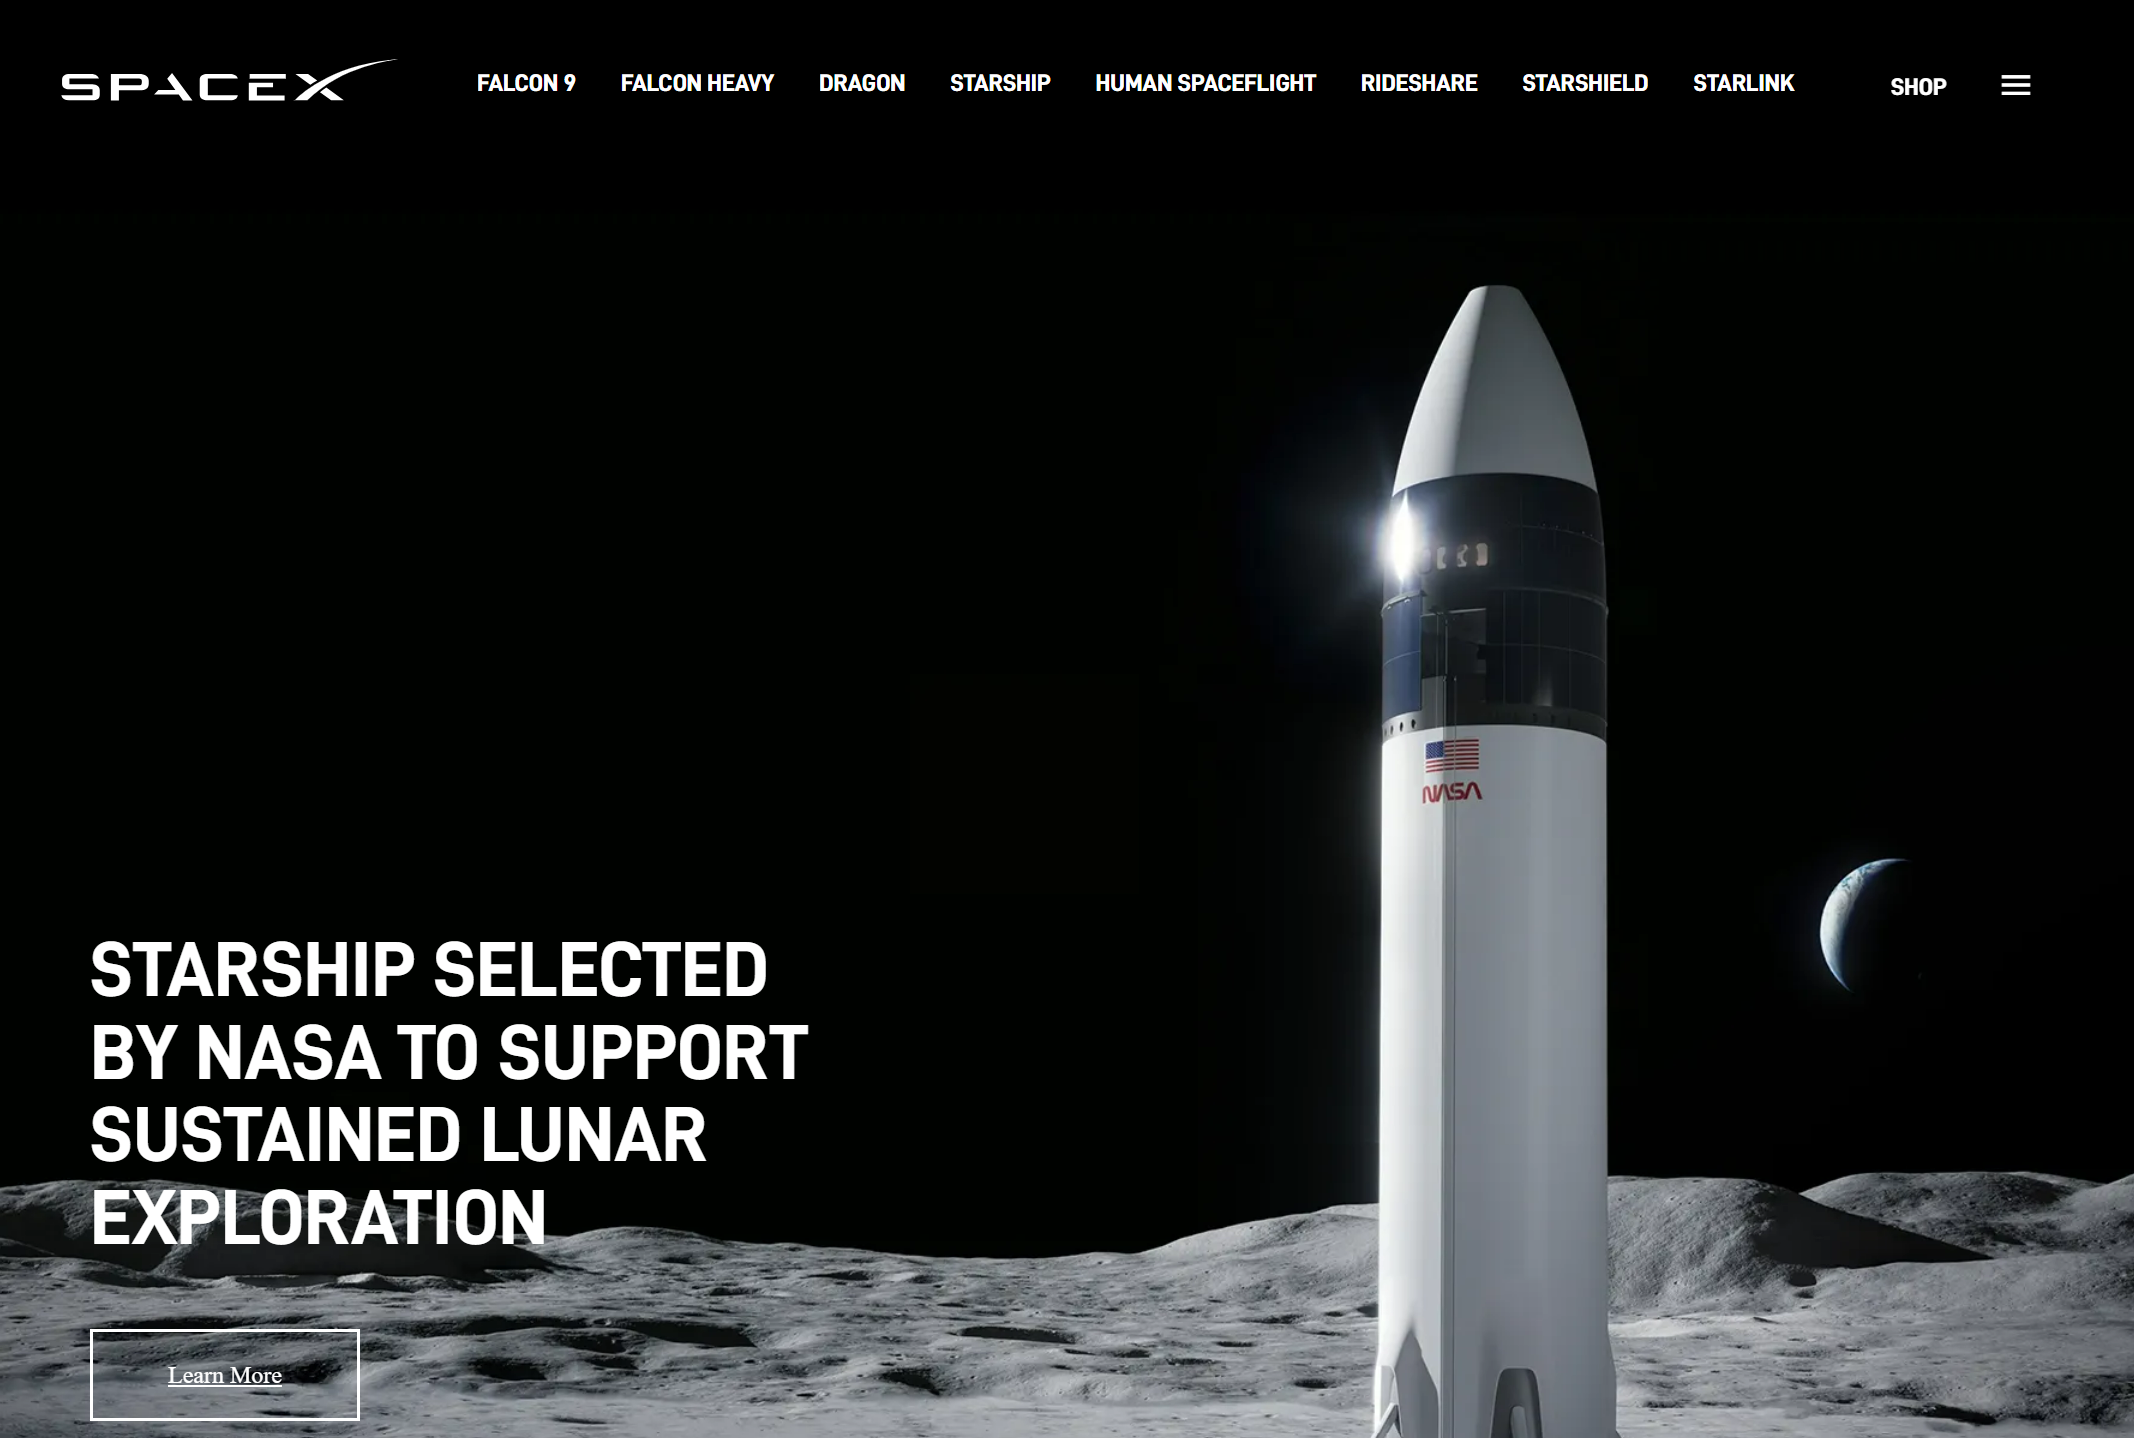 SPACEX FALCON 9 FALCON HEAVY DRAGON STARSHIP HUMAN SPACEFLIGHT RIDESHARE STARSHIELD STARLINK SHOP
NASA
STARSHIP SELECTED
BY NASA TO SUPPORT
SUSTAINED LUNAR
EXPLORATION
Learn More